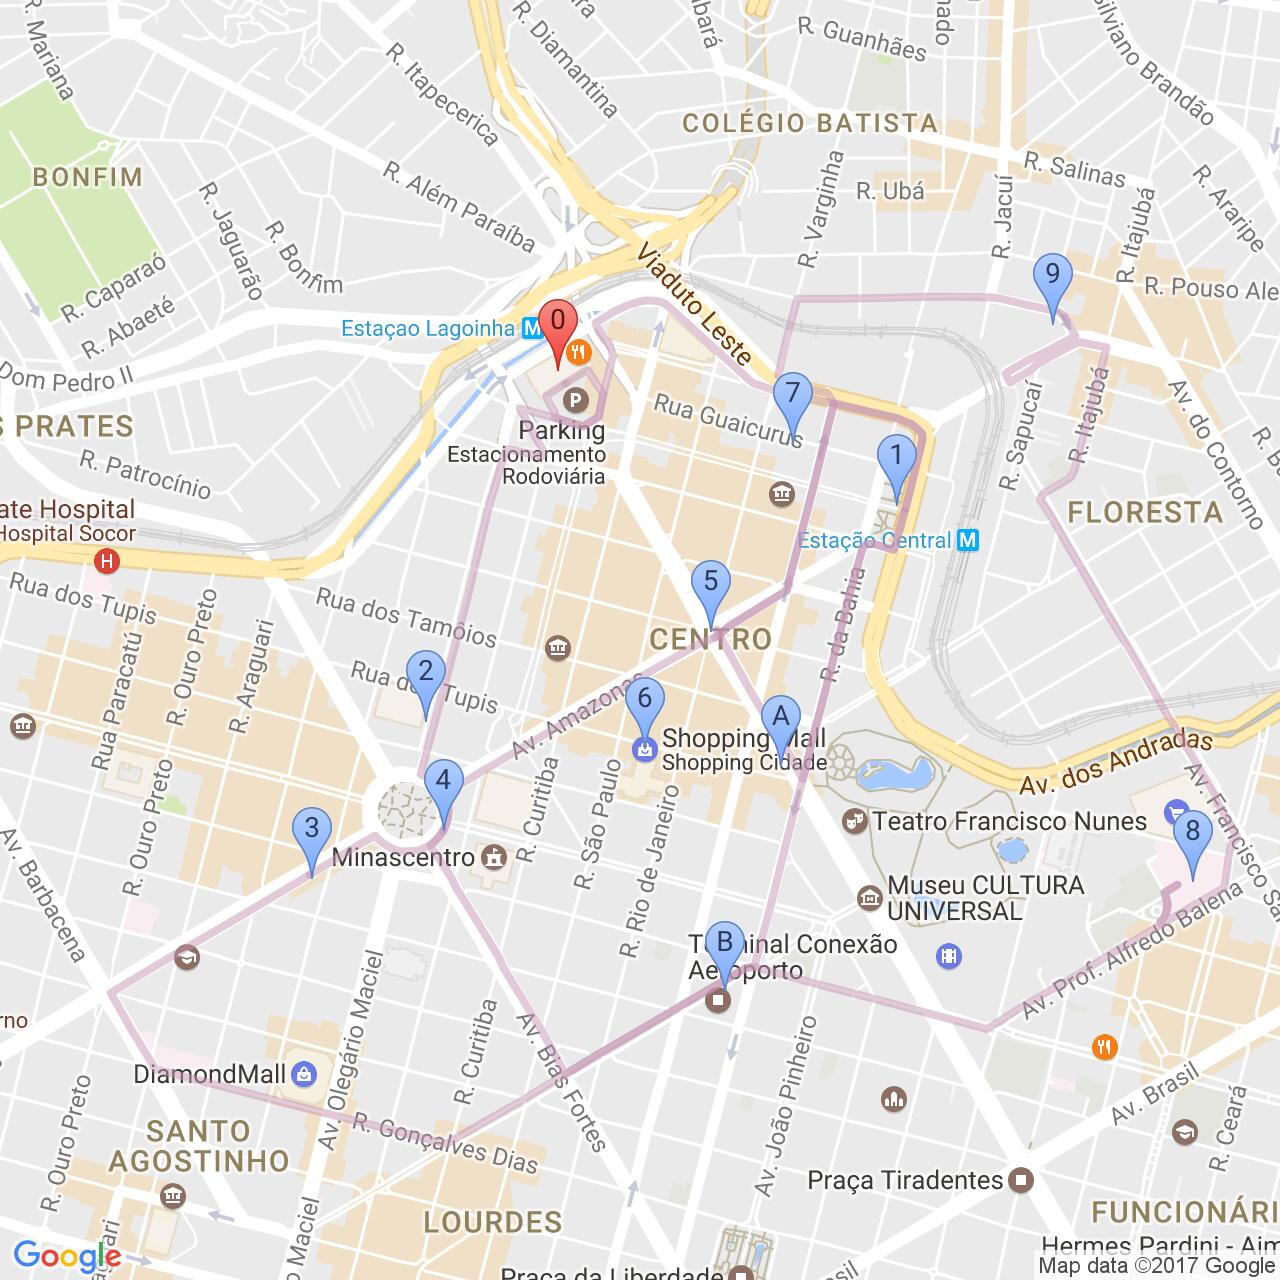 R. Mariana
R. Itapecerica
R. Diamantina
R. Guanhães
Silviano Brandão
COLÉGIO BATISTA
R. Salinas
R. Araripe
BONFIM
R. Além Paraíba
R. Jaguarão
R. Bonfim
R. Varginha
R. Ubá
R. Jacuí
R. Itajubá
R. Pouso Ale
R. Caparaó
R. Abaeté
Viaduto Leste
9
Estaçao Lagoinha M
0
Dom Pedro II
7
Rua Guaicurus
R. Sapucaí
R. Itajubá
Av. do Contorno
S PRATES
P
Parking
Estacionamento
Rodoviária
R. Patrocínio
1
ate Hospital
Hospital Socor
H
FLORESTA
Estação Central M
Rua dos Tupis
R. Ouro Preto
Rua dos Tamôios
5
CENTRO
R. da Bahia
Rua Paracatú
R. Araguari
2
Tupis
6
A
Av. Amazonas
Shopping Mall
Shopping Cidade
Av. dos Andradas
R. Ouro Preto
4
3
R. Curitiba
R. São Paulo
R. Rio de Janeiro
Teatro Francisco Nunes
8
Av. Francisco Sa
Minascentro
Av. Barbacena
Museu CULTURA
UNIVERSAL
B
Terminal Conexão
Aeroporto
Av. Prof. Alfredo Balena
rno
Av. Olegário Maciel
R. Curitiba
Av. Bias Fortes
Av. João Pinheiro
DiamondMall
R. Ouro Preto
R. Gonçalves Dias
Av. Brasil
R. Ceará
SANTO
AGOSTINHO
Praça Tiradentes
LOURDES
FUNCIONÁRI
Maciel
Hermes Pardini - Aim
Google
Praça da Liberdade
Map data ©2017 Google